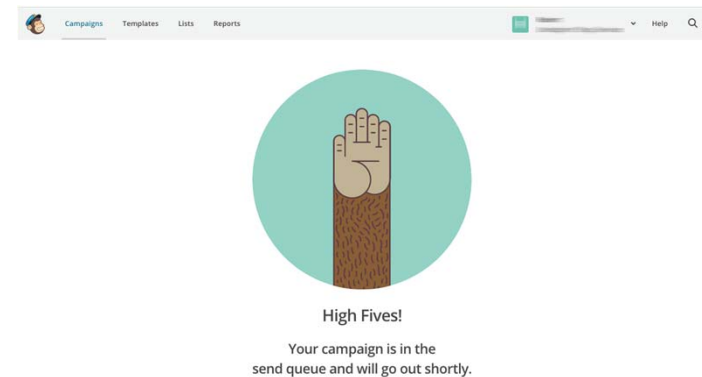 Campaigns Templates Lists Reports Help
High Fives!
Your campaign is in the
send queue and will go out shortly.